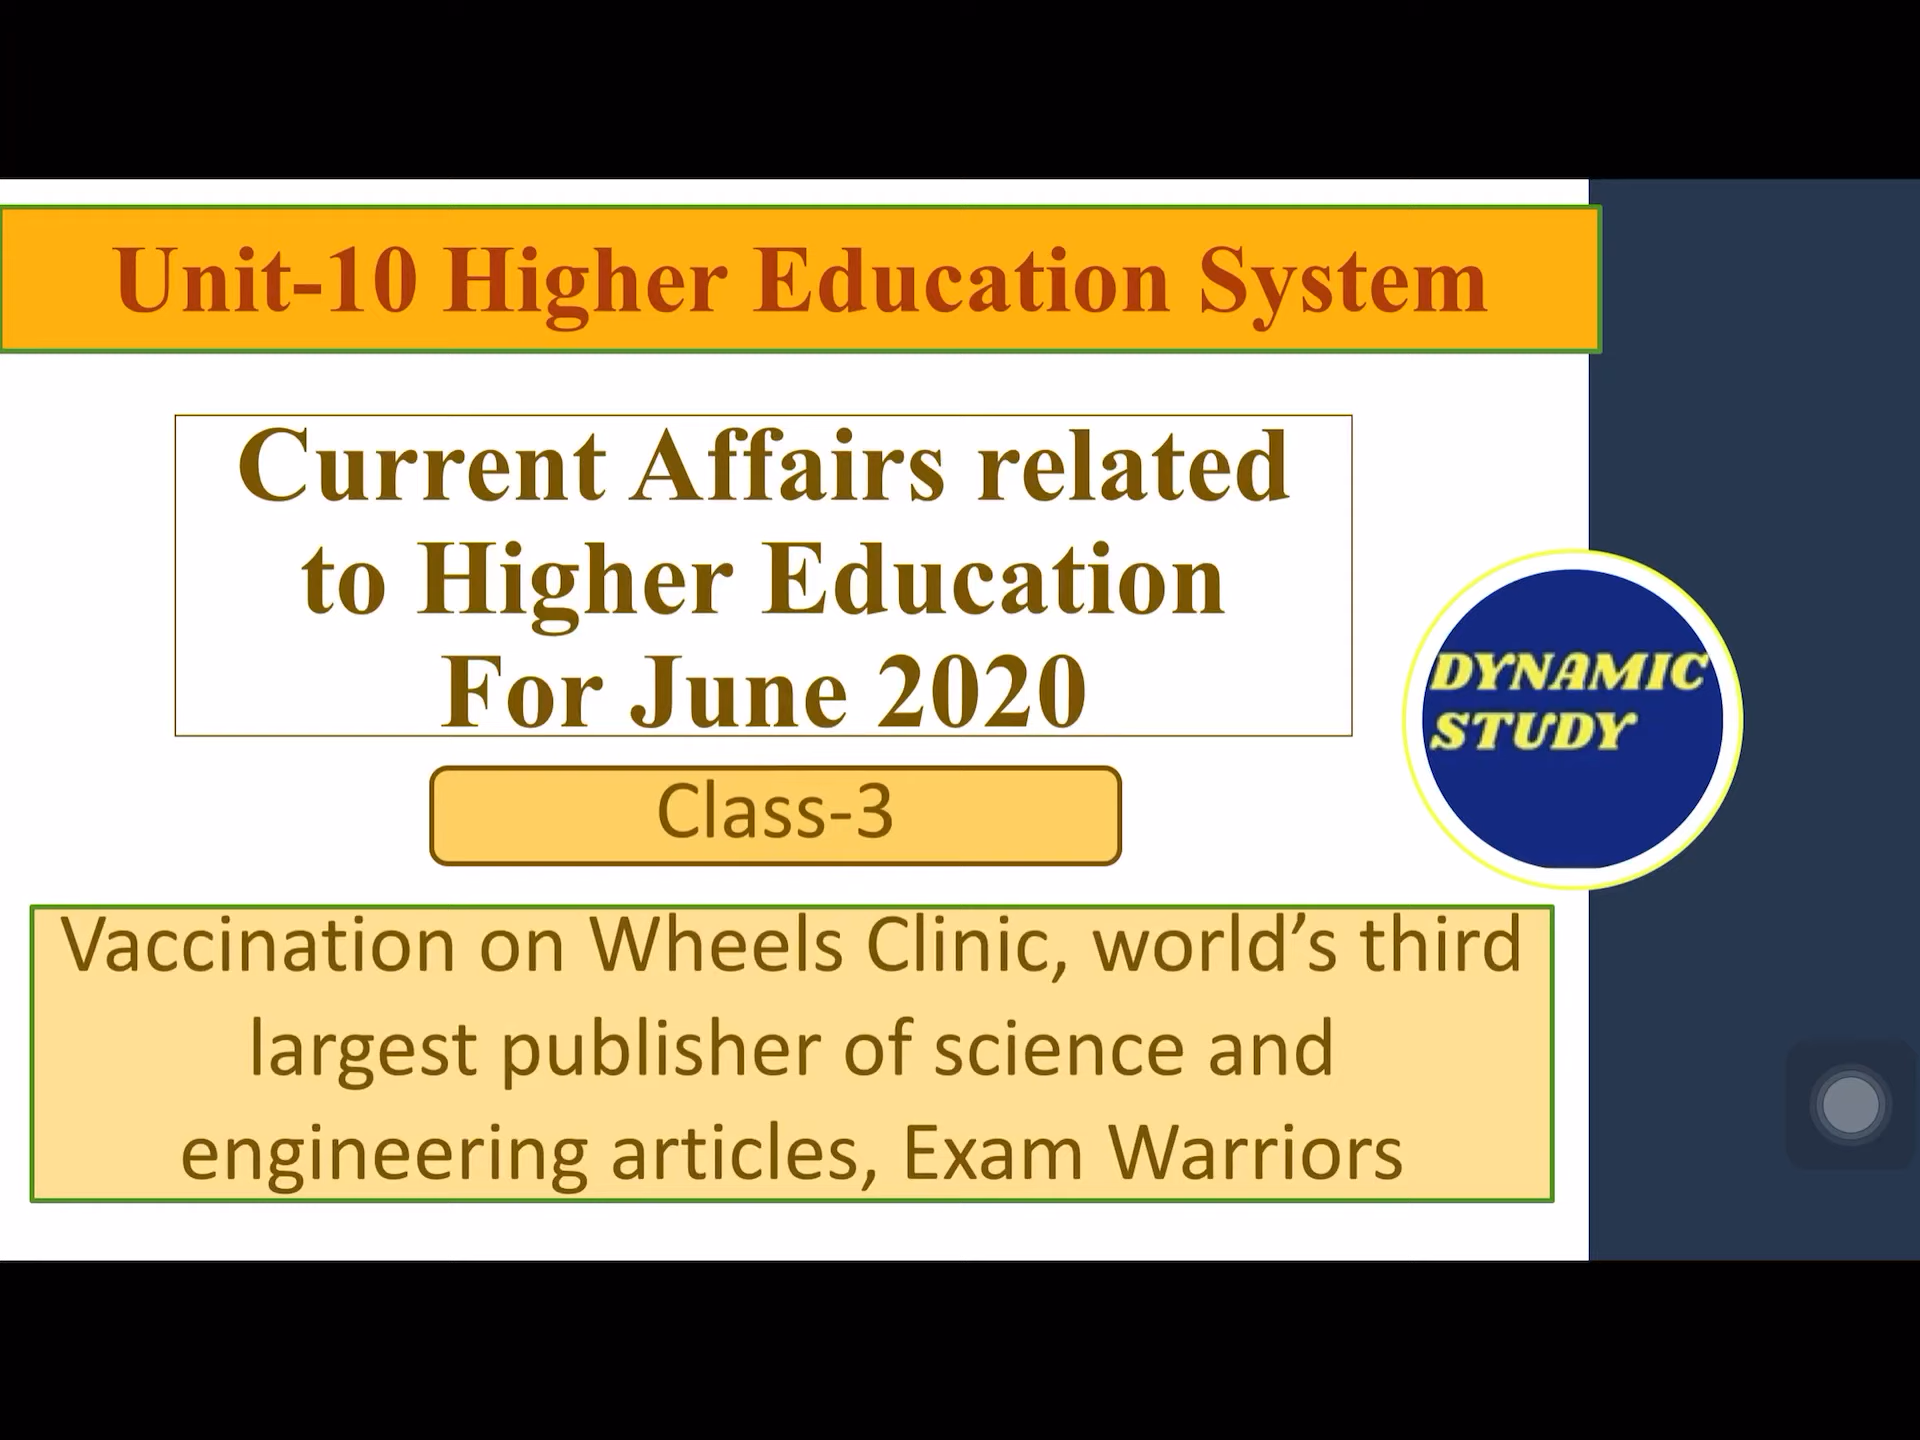 Unit-10 Higher Education System
Current Affairs related
to Higher Education
For June 2020
Class-3
DYNAMIC
STUDY
Vaccination on Wheels Clinic, world’s third
largest publisher of science and
engineering articles, Exam Warriors